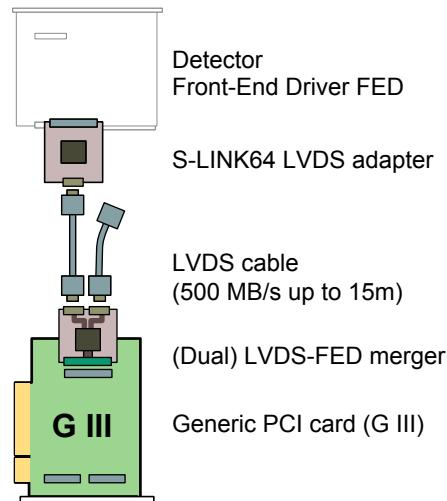 Detector
Front-End Driver FED
S-LINK64 LVDS adapter
LVDS cable
(500 MB/s up to 15m)
(Dual) LVDS-FED merger
G III
Generic PCI card (G III)